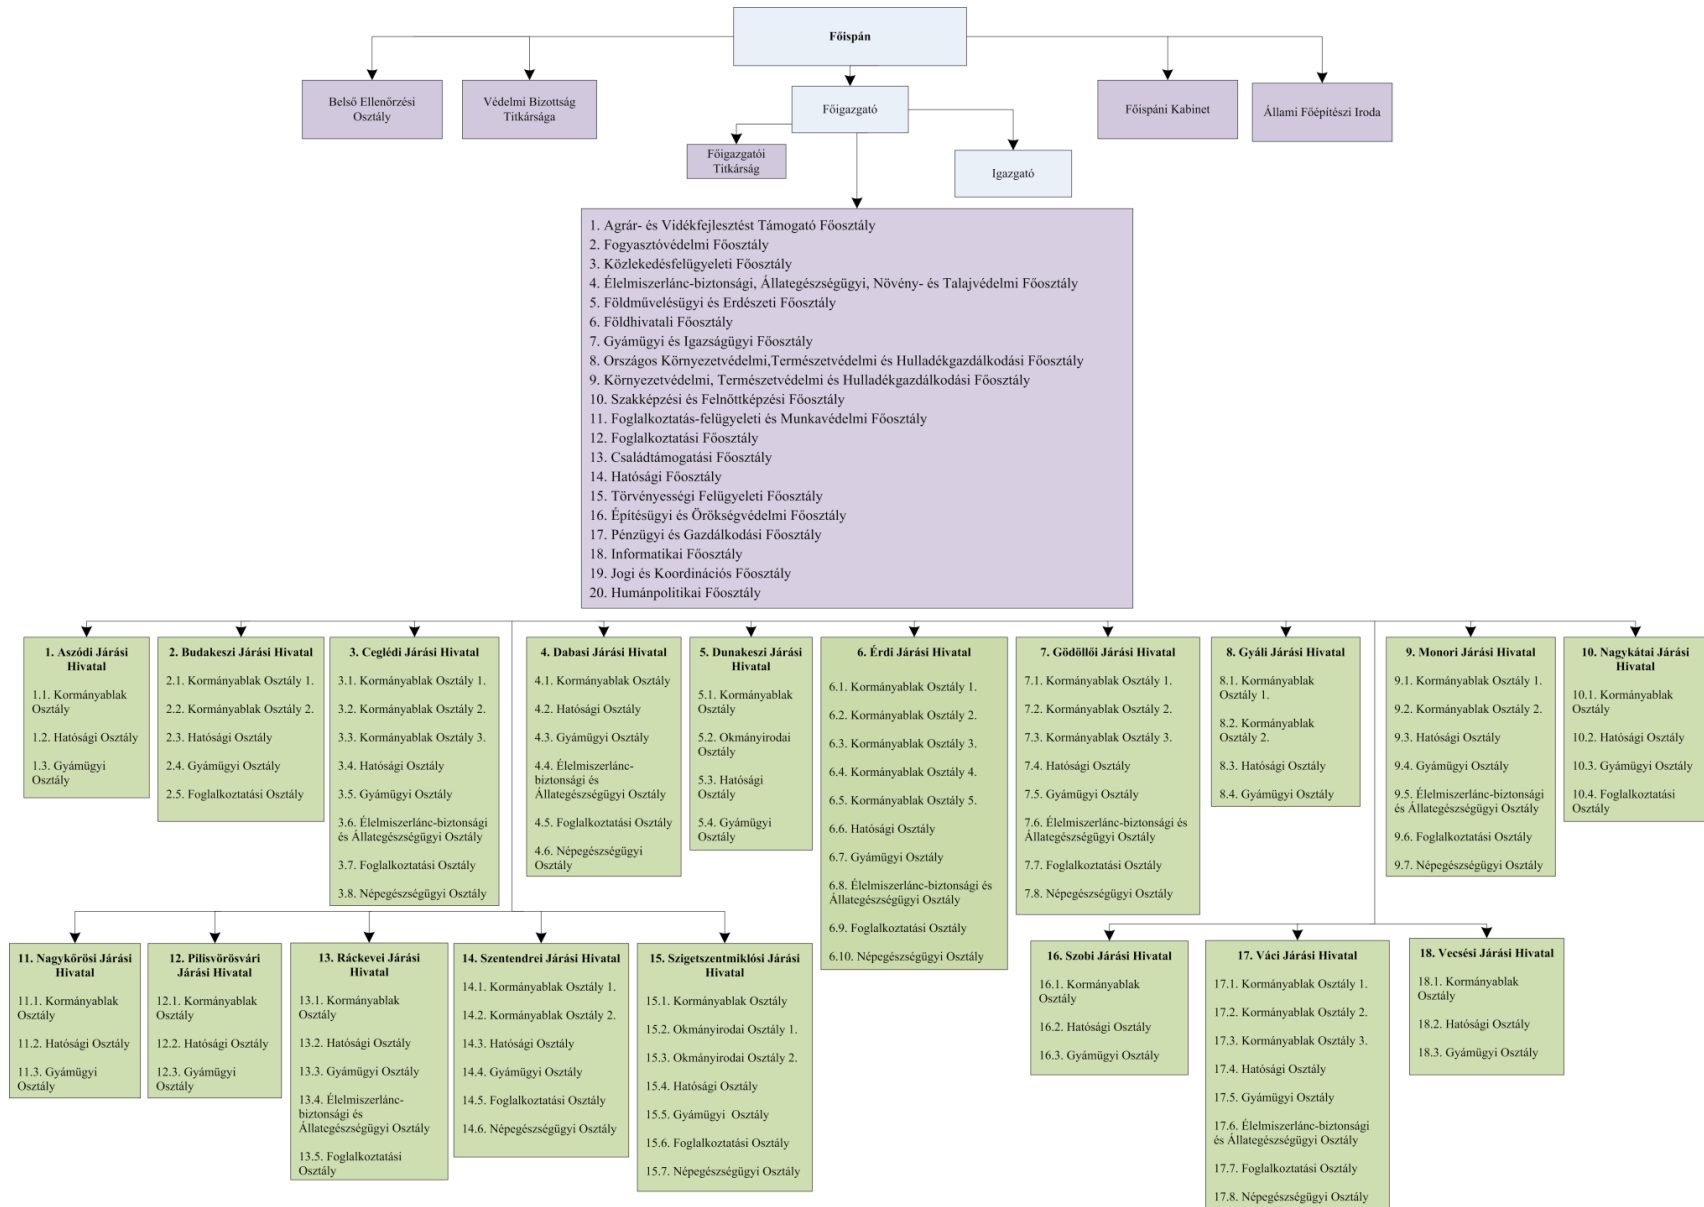 Főispán
Belső Ellenőrzési
Osztály
Védelmi Bizottság
Titkársága
Főigazgató
Főispáni Kabinet
Állami Főépítészi Iroda
Főigazgatói
Titkárság
Igazgató
1. Agrár- és Vidékfejlesztést Támogató Főosztály
2. Fogyasztóvédelmi Főosztály
3. Közlekedésfelügyeleti Főosztály
4. Élelmiszerlánc-biztonsági, Állategészségügyi, Növény- és Talajvédelmi Főosztály
5. Földművelésügyi és Erdészeti Főosztály
6. Földhivatali Főosztály
7. Gyámügyi és Igazságügyi Főosztály
8. Országos Környezetvédelmi,Természetvédelmi és Hulladékgazdálkodási Főosztály
9. Környezetvédelmi, Természetvédelmi és Hulladékgazdálkodási Főosztály
10. Szakképzési és Felnőttképzési Főosztály
11. Foglalkoztatás-felügyeleti és Munkavédelmi Főosztály
12. Foglalkoztatási Főosztály
13. Családtámogatási Főosztály
14. Hatósági Főosztály
15. Törvényességi Felügyeleti Főosztály
16. Építésügyi és Örökségvédelmi Főosztály
17. Pénzügyi és Gazdálkodási Főosztály
18. Informatikai Főosztály
19. Jogi és Koordinációs Főosztály
20. Humánpolitikai Főosztály
1. Aszódi Járási
Hivatal
1.1. Kormányablak
Osztály
1.2. Hatósági Osztály
1.3. Gyámügyi
Osztály
2. Budakeszi Járási Hivatal
2.1. Kormányablak Osztály 1.
2.2. Kormányablak Osztály 2.
2.3. Hatósági Osztály
2.4. Gyámügyi Osztály
2.5. Foglalkoztatási Osztály
3. Ceglédi Járási Hivatal
3.1. Kormányablak Osztály 1.
3.2. Kormányablak Osztály 2.
3.3. Kormányablak Osztály 3.
3.4. Hatósági Osztály
3.5. Gyámügyi Osztály
3.6. Élelmiszerlánc-biztonsági
és Állategészségügyi Osztály
3.7. Foglalkoztatási Osztály
3.8. Népegészségügyi Osztály
4. Dabasi Járási Hivatal
4.1. Kormányablak Osztály
4.2. Hatósági Osztály
4.3. Gyámügyi Osztály
4.4. Élelmiszerlánc-
biztonsági és
Állategészségügyi Osztály
4.5. Foglalkoztatási Osztály
4.6. Népegészségügyi
Osztály
5. Dunakeszi Járási
Hivatal
5.1. Kormányablak
Osztály
5.2. Okmányirodai
Osztály
5.3. Hatósági
Osztály
5.4. Gyámügyi
Osztály
6. Érdi Járási Hivatal
6.1. Kormányablak Osztály 1.
6.2. Kormányablak Osztály 2.
6.3. Kormányablak Osztály 3.
6.4. Kormányablak Osztály 4.
6.5. Kormányablak Osztály 5.
6.6. Hatósági Osztály
6.7. Gyámügyi Osztály
6.8. Élelmiszerlánc-biztonsági és
Állategészségügyi Osztály
6.9. Foglalkoztatási Osztály
6.10. Népegészségügyi Osztály
7. Gödöllői Járási Hivatal
7.1. Kormányablak Osztály 1.
7.2. Kormányablak Osztály 2.
7.3. Kormányablak Osztály 3.
7.4. Hatósági Osztály
7.5. Gyámügyi Osztály
7.6. Élelmiszerlánc-biztonsági és
Állategészségügyi Osztály
7.7. Foglalkoztatási Osztály
7.8. Népegészségügyi Osztály
8. Gyáli Járási Hivatal
8.1. Kormányablak
Osztály 1.
8.2. Kormányablak
Osztály 2.
8.3. Hatósági Osztály
8.4. Gyámügyi Osztály
9. Monori Járási Hivatal
9.1. Kormányablak Osztály 1.
9.2. Kormányablak Osztály 2.
9.3. Hatósági Osztály
9.4. Gyámügyi Osztály
9.5. Élelmiszerlánc-biztonsági
és Állategészségügyi Osztály
9.6. Foglalkoztatási Osztály
9.7. Népegészségügyi Osztály
10. Nagykátai Járási
Hivatal
10.1. Kormányablak
Osztály
10.2. Hatósági Osztály
10.3. Gyámügyi Osztály
10.4. Foglalkoztatási
Osztály
11. Nagykőrösi Járási
Hivatal
11.1. Kormányablak
Osztály
11.2. Hatósági Osztály
11.3. Gyámügyi
Osztály
12. Pilisvörösvári
Járási Hivatal
12.1. Kormányablak
Osztály
12.2. Hatósági Osztály
12.3. Gyámügyi
Osztály
13. Ráckevei Járási
Hivatal
13.1. Kormányablak
Osztály
13.2. Hatósági Osztály
13.3. Gyámügyi Osztály
13.4. Élelmiszerlánc-
biztonsági és
Állategészségügyi Osztály
13.5. Foglalkoztatási
Osztály
14. Szentendrei Járási Hivatal
14.1. Kormányablak Osztály 1.
14.2. Kormányablak Osztály 2.
14.3. Hatósági Osztály
14.4. Gyámügyi Osztály
14.5. Foglalkoztatási Osztály
14.6. Népegészségügyi Osztály
15. Szigetszentmiklósi Járási
Hivatal
15.1. Kormányablak Osztály
15.2. Okmányirodai Osztály 1.
15.3. Okmányirodai Osztály 2.
15.4. Hatósági Osztály
15.5. Gyámügyi Osztály
15.6. Foglalkoztatási Osztály
15.7. Népegészségügyi Osztály
16. Szobi Járási Hivatal
16.1. Kormányablak
Osztály
16.2. Hatósági Osztály
16.3. Gyámügyi Osztály
17. Váci Járási Hivatal
17.1. Kormányablak Osztály 1.
17.2. Kormányablak Osztály 2.
17.3. Kormányablak Osztály 3.
17.4. Hatósági Osztály
17.5. Gyámügyi Osztály
17.6. Élelmiszerlánc-biztonsági
és Állategészségügyi Osztály
17.7. Foglalkoztatási Osztály
17.8. Népegészségügyi Osztály
18. Vecsési Járási Hivatal
18.1. Kormányablak
Osztály
18.2. Hatósági Osztály
18.3. Gyámügyi Osztály